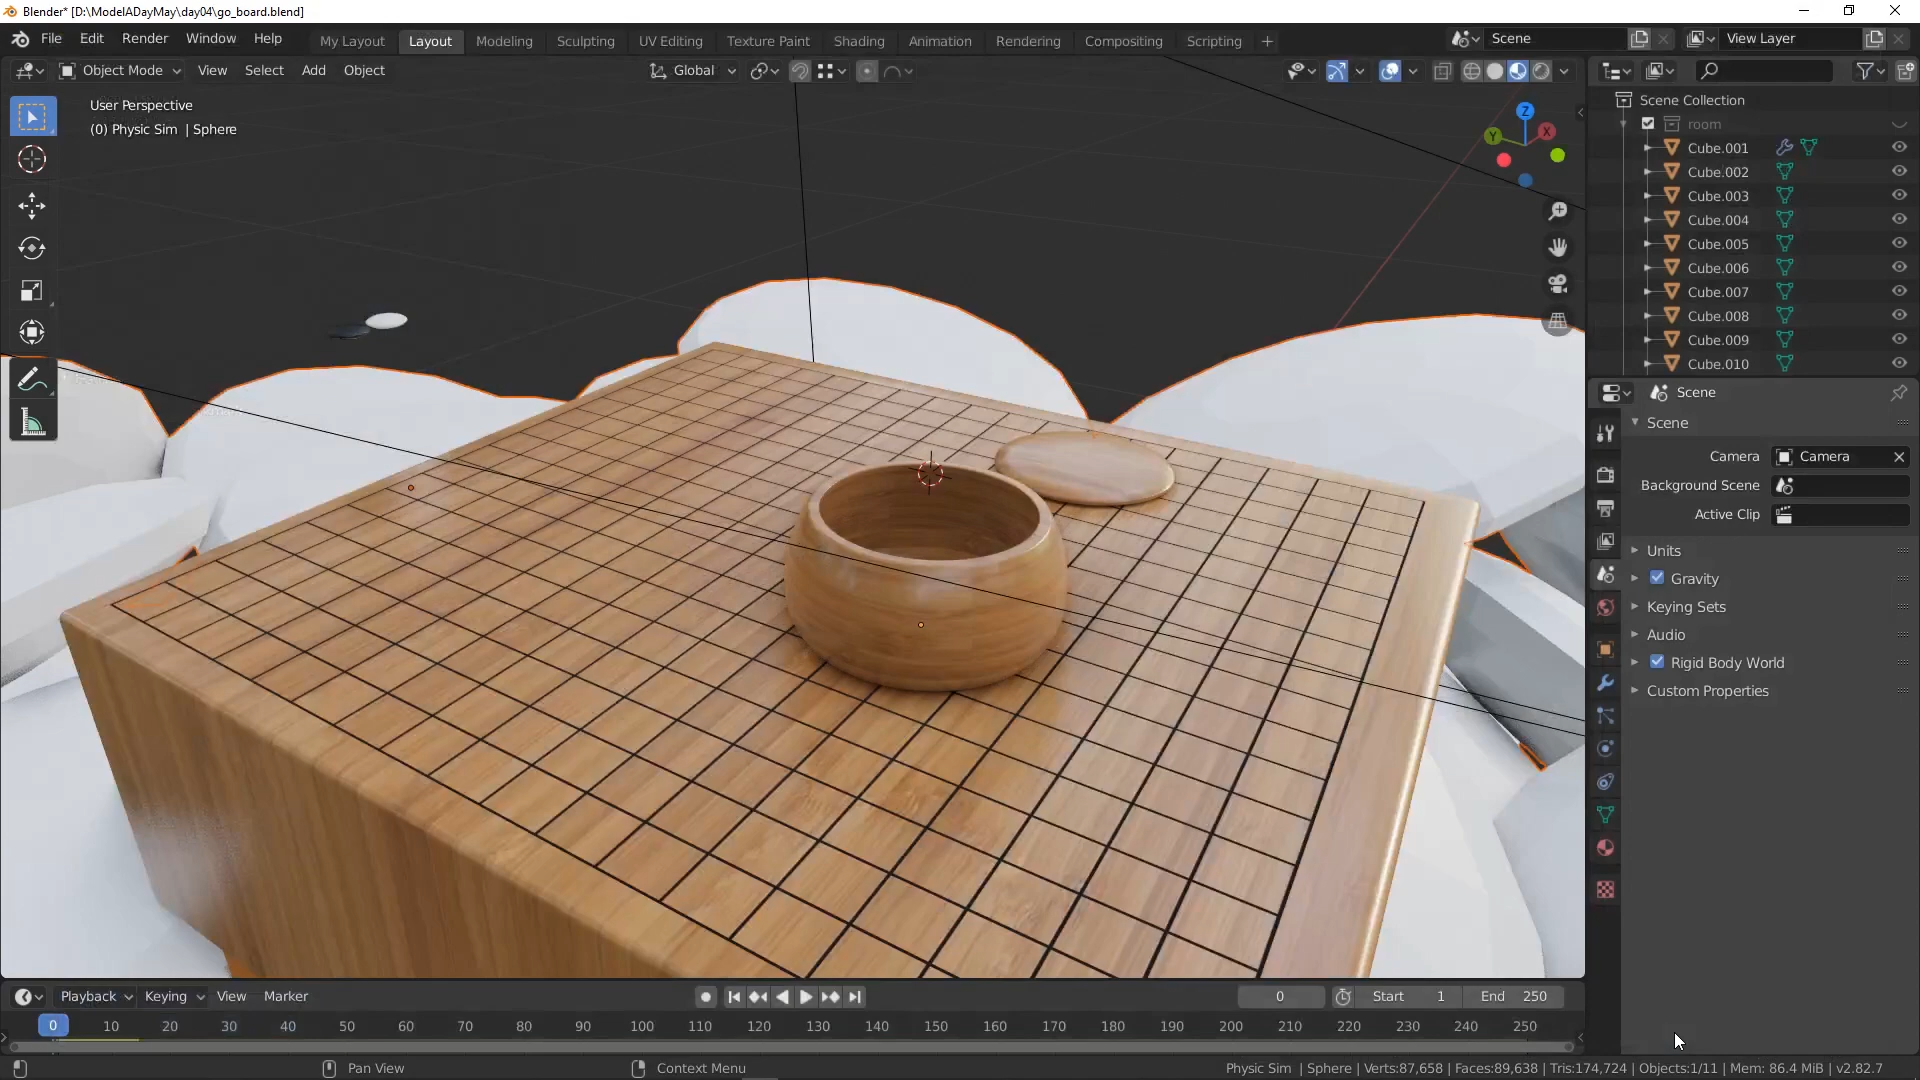 Blender* [D:\ModelADayMay\day04\go_board.blend]
File Edit Render Window Help My Layout Layout Modeling Sculpting UV Editing Texture Paint Shading Animation Rendering Compositing Scripting + Scene View Layer
Object Mode View Select Add Object Global
User Perspective
(0) Physic Sim | Sphere
Z
Y X
Scene Collection
room
Cube.001
Cube.002
Cube.003
Cube.004
Cube.005
Cube.006
Cube.007
Cube.008
Cube.009
Cube.010
Scene
Scene
Camera Camera
Background Scene
Active Clip
Units
Gravity
Keying Sets
Audio
Rigid Body World
Custom Properties
Playback Keying View Marker 0 Start 1 End 250
0 10 20 30 40 50 60 70 80 90 100 110 120 130 140 150 160 170 180 190 200 210 220 230 240 250
Pan View Context Menu Physic Sim | Sphere | Verts:87,658 | Faces:89,638 | Tris:174,724 | Objects:1/11 | Mem: 86.4 MiB | v2.82.7